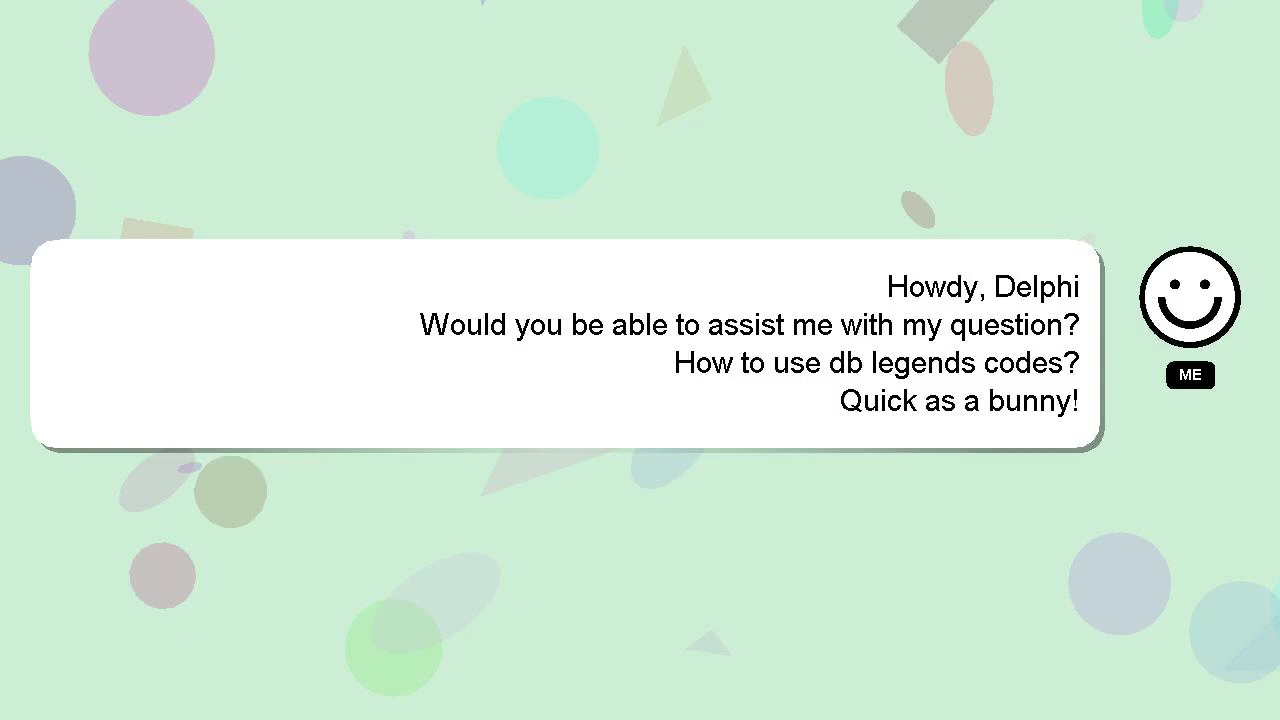 Howdy, Delphi
Would you be able to assist me with my question?
How to use db legends codes?
Quick as a bunny!
ME